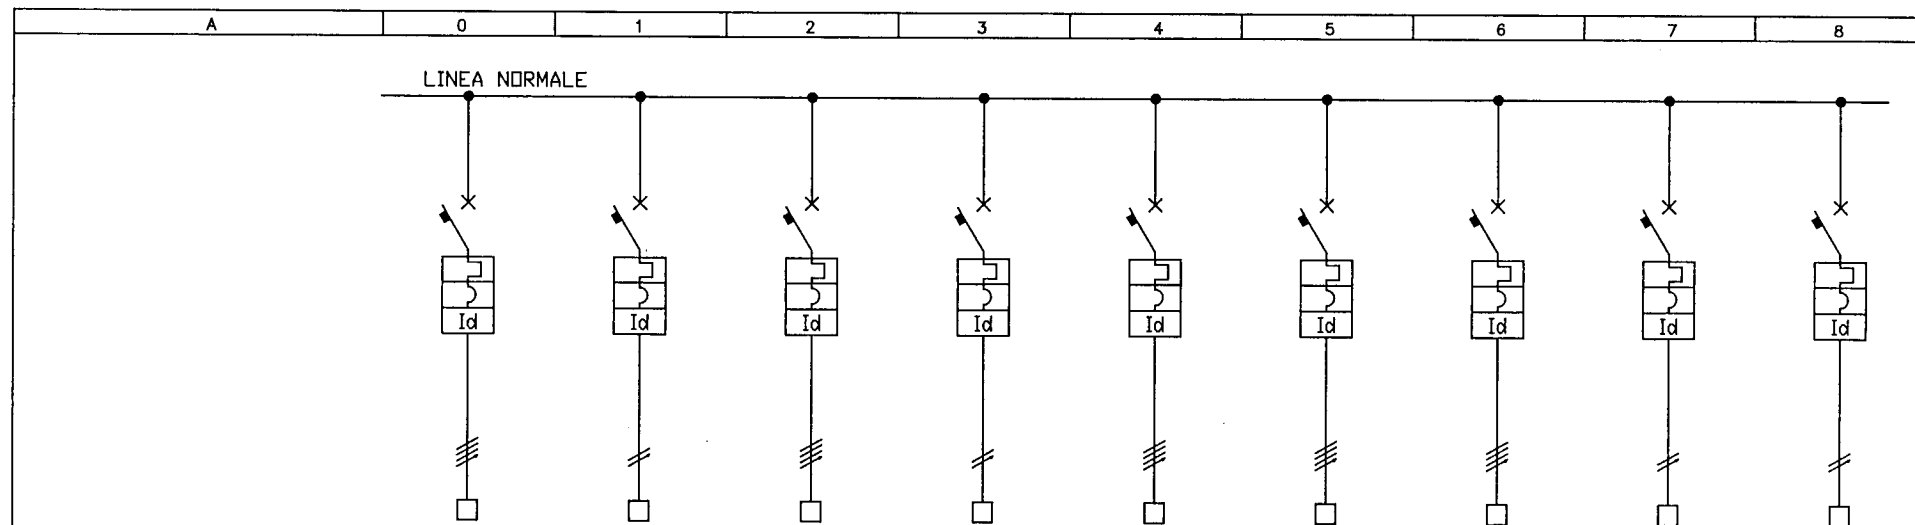 A 0 1 2 3 4 5 6 7 8
LINEA NORMALE
Id Id Id Id Id Id Id Id Id